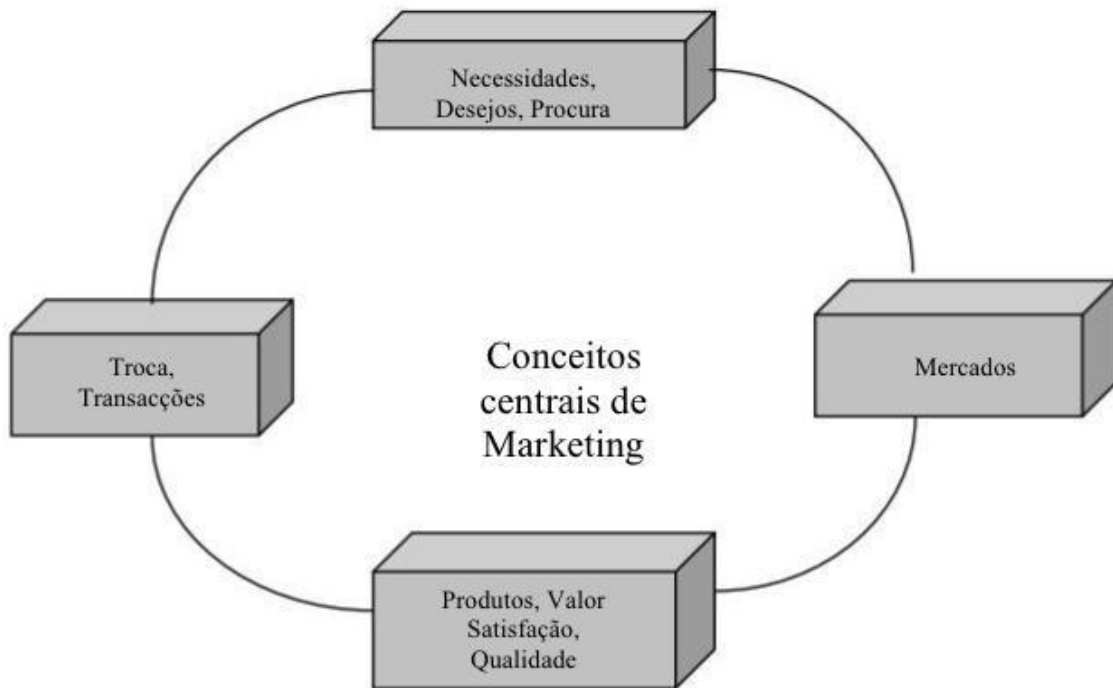 Necessidades,
Desejos, Procura
Troca,
Transacções
Conceitos
centrais de
Marketing
Mercados
Produtos, Valor
Satisfação,
Qualidade